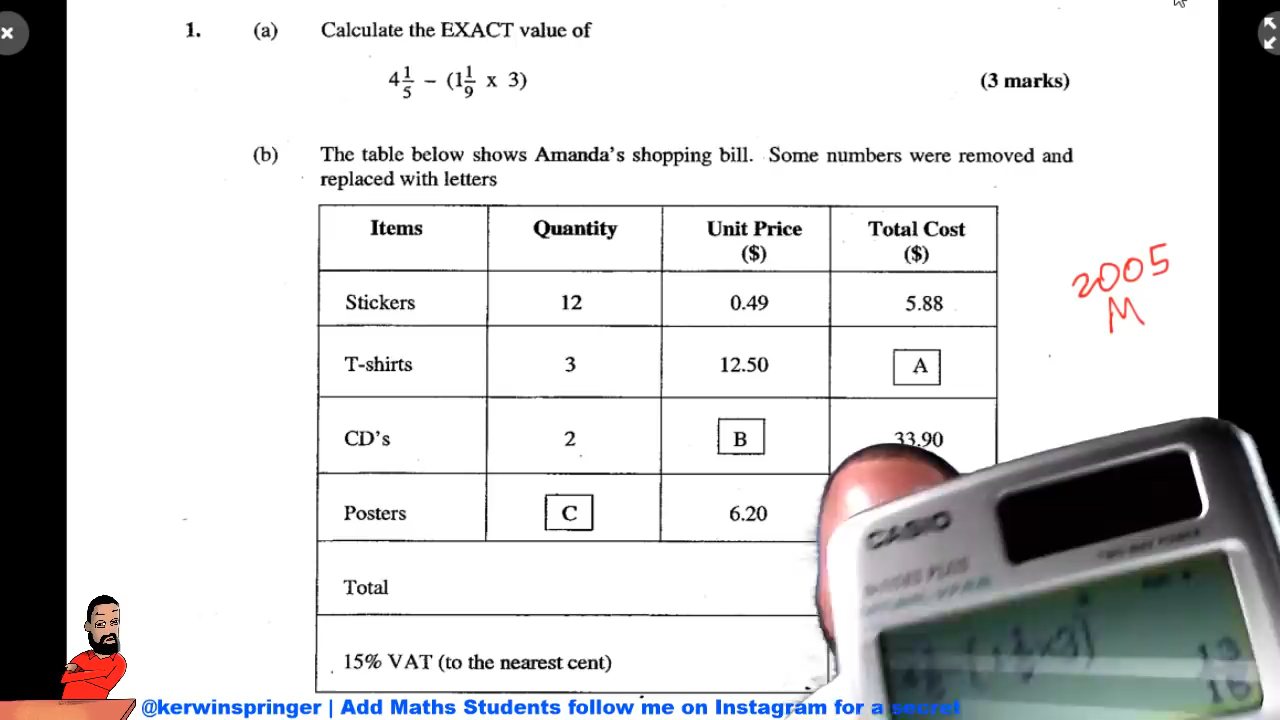 1. (a) Calculate the EXACT value of
4 1/5 − (1 1/9 x 3) (3 marks)
(b) The table below shows Amanda's shopping bill. Some numbers were removed and
replaced with letters
Items Quantity Unit Price ($) Total Cost ($)
Stickers 12 0.49 5.88
T-shirts 3 12.50 A
CD's 2 B 33.90
Posters C 6.20
Total
15% VAT (to the nearest cent)
2005
M
CASIO
@kerwinspringer | Add Maths Students follow me on Instagram for a secret